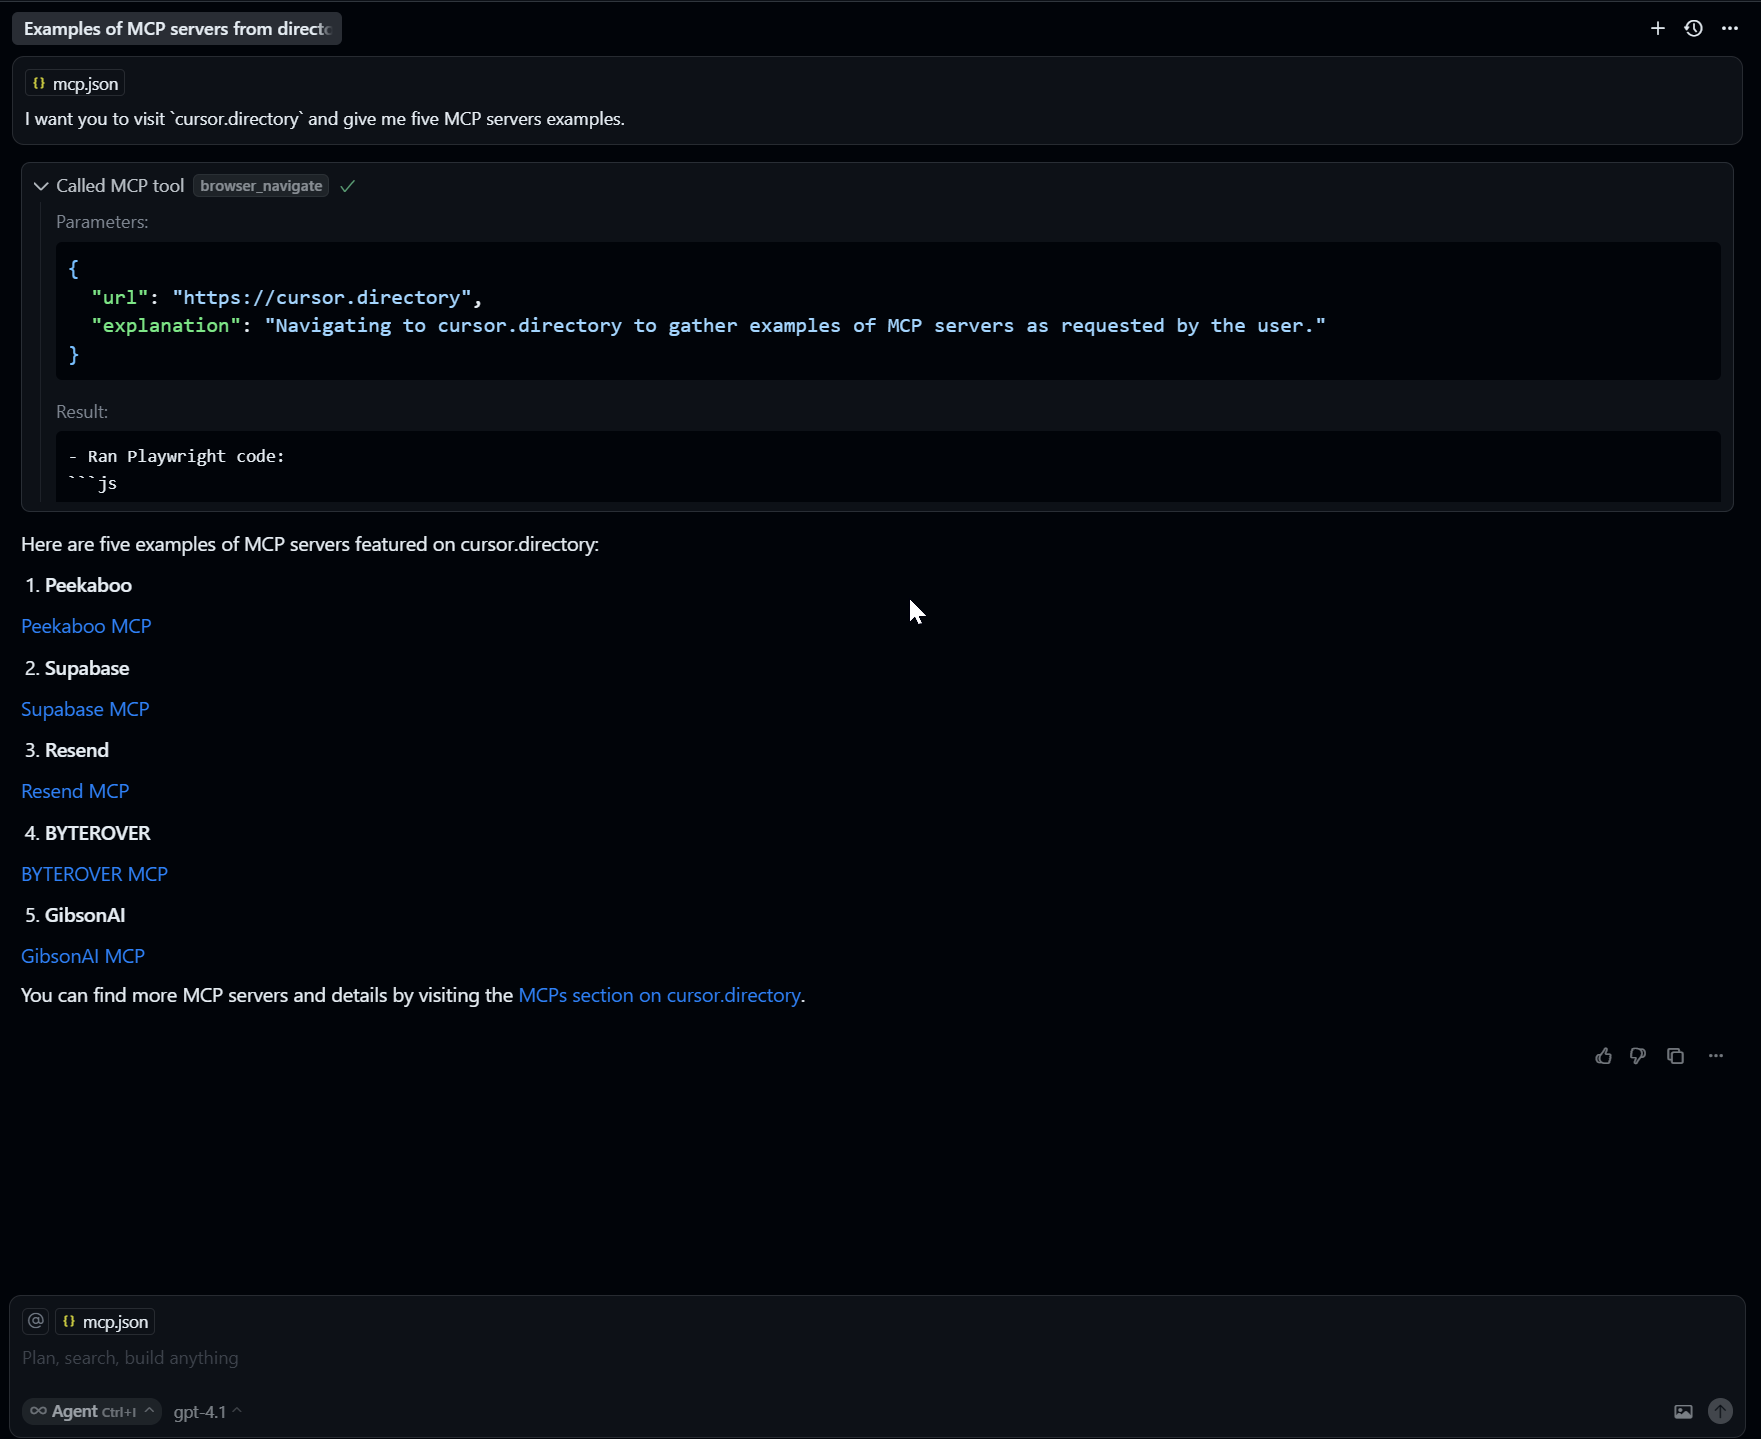 Examples of MCP servers from directo
{} mcp.json
I want you to visit `cursor.directory` and give me five MCP servers examples.
Called MCP tool browser_navigate
Parameters:
{
"url": "https://cursor.directory",
"explanation": "Navigating to cursor.directory to gather examples of MCP servers as requested by the user."
}
Result:
- Ran Playwright code:
```js
Here are five examples of MCP servers featured on cursor.directory:
1. Peekaboo
Peekaboo MCP
2. Supabase
Supabase MCP
3. Resend
Resend MCP
4. BYTEROVER
BYTEROVER MCP
5. GibsonAI
GibsonAI MCP
You can find more MCP servers and details by visiting the MCPs section on cursor.directory.
@ {} mcp.json
Plan, search, build anything
∞ Agent Ctrl+I ^ gpt-4.1 ^